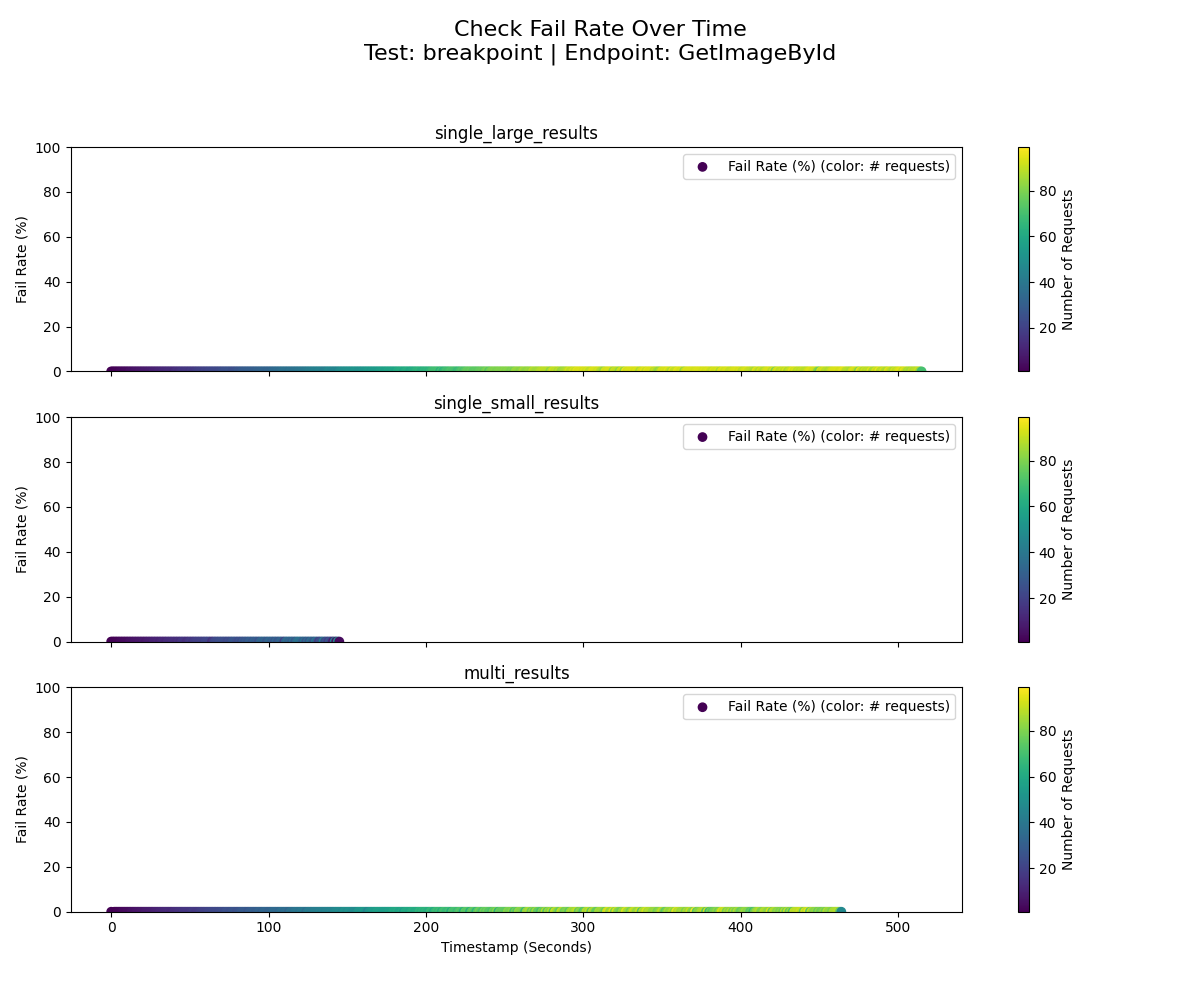 Check Fail Rate Over Time
Test: breakpoint | Endpoint: GetImageById
single_large_results
100
80
60
40
20
0
Fail Rate (%)
Fail Rate (%) (color: # requests)
80
60
40
20
Number of Requests
single_small_results
100
80
60
40
20
0
Fail Rate (%)
Fail Rate (%) (color: # requests)
80
60
40
20
Number of Requests
multi_results
100
80
60
40
20
0
Fail Rate (%)
Fail Rate (%) (color: # requests)
80
60
40
20
Number of Requests
0 100 200 300 400 500
Timestamp (Seconds)